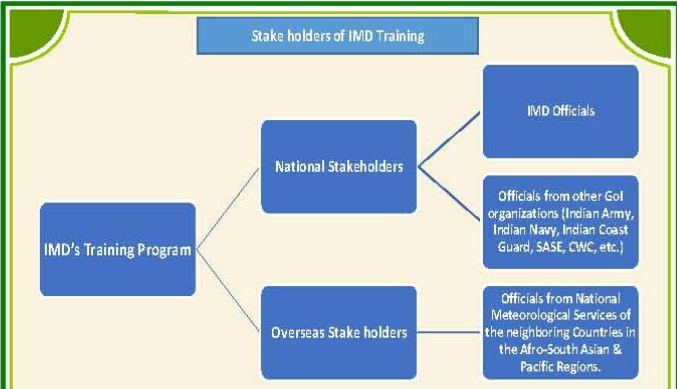 Stake holders of IMD Training
IMD Officials
National Stakeholders
Officials from other GoI
organizations (Indian Army,
Indian Navy, Indian Coast
Guard, SASE, CWC, etc.)
IMD's Training Program
Overseas Stake holders
Officials from National
Meteorological Services of
the neighboring Countries in
the Afro-South Asian &
Pacific Regions.